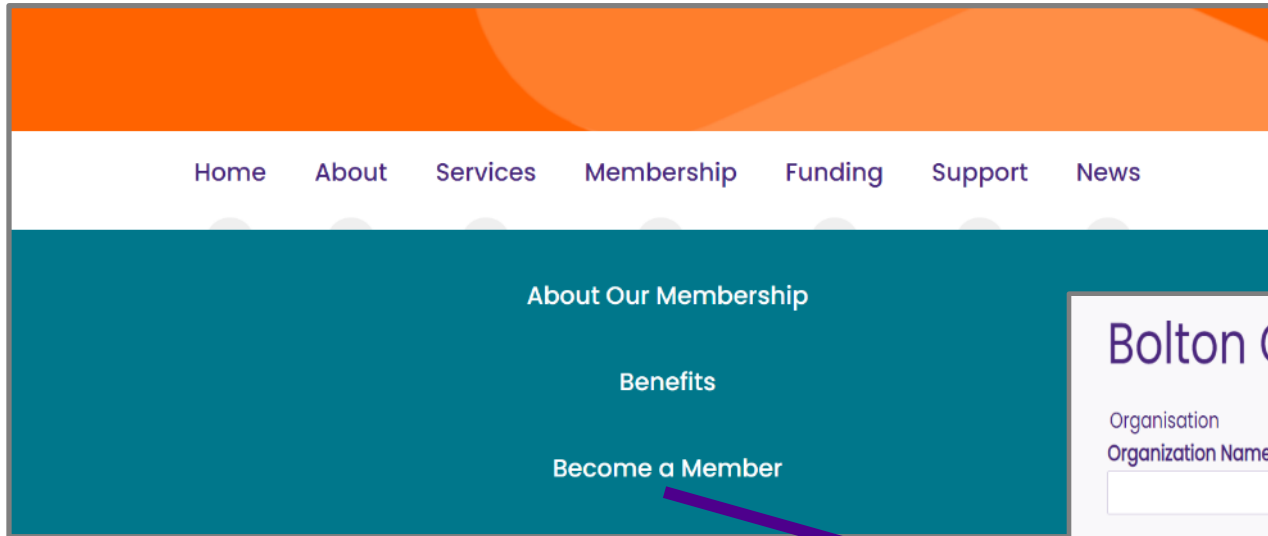 Home About Services Membership Funding Support News
About Our Membership
Benefits
Become a Member
Bolton
Organisation
Organization Name